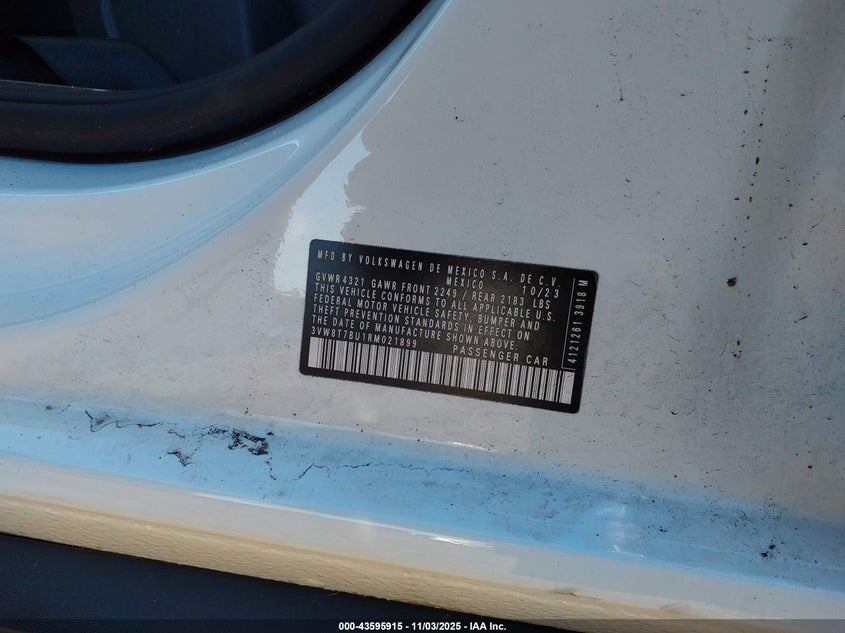 MFD BY VOLKSWAGEN DE MEXICO S.A. DE C.V.
MEXICO 10/23
GVWR4321 GAWR FRONT 2249 / REAR 2183 LBS
THIS VEHICLE CONFORMS TO ALL APPLICABLE U.S.
FEDERAL MOTOR VEHICLE SAFETY, BUMPER AND
THEFT PREVENTION STANDARDS IN EFFECT ON
THE DATE OF MANUFACTURE SHOWN ABOVE.
3VW8T7BU1RM021899 PASSENGER CAR
4121261 3918 M
000-43595915 - 11/03/2025 - IAA Inc.